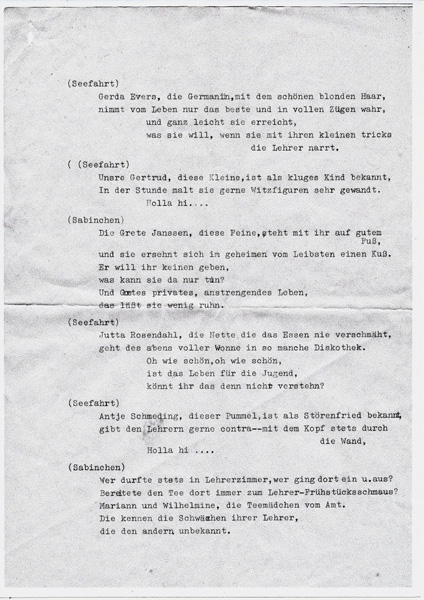 (Seefahrt)
Gerda Evers, die Germanin,mit dem schönen blonden Haar,
nimmt vom Leben nur das beste und in vollen Zügen wahr,
und ganz leicht sie erreicht,
was sie will, wenn sie mit ihren kleinen tricks
die Lehrer narrt.
( (Seefahrt)
Unsre Gertrud, diese Kleine,ist als kluges Kind bekannt,
In der Stunde malt sie gerne Witzfiguren sehr gewandt.
Holla hi....
(Sabinchen)
Die Grete Janssen, diese Feine,steht mit ihr auf gutem
Fuß,
und sie ersehnt sich im geheimen vom Leibsten einen Kuß.
Er will ihr keinen geben,
was kann sie da nur tun?
Und Gretes privates, anstrengendes Leben,
das läßt sie wenig ruhn.
(Seefahrt)
Jutta Rosendahl, die Nette die das Essen nie verschmäht,
geht des abens voller Wonne in so manche Diskothek.
Oh wie schön,oh wie schön,
ist das Leben für die Jugend,
könnt ihr das denn nicht verstehn?
(Seefahrt)
Antje Schmeding, dieser Pummel,ist als Störenfried bekannt,
gibt den Lehrern gerne contra--mit dem Kopf stets durch
die Wand,
Holla hi ....
(Sabinchen)
Wer durfte stets in Lehrerzimmer,wer ging dort ein u.aus?
Bereitete den Tee dort immer zum Lehrer-Frühstücksschmaus?
Mariann und Wilhelmine, die Teemädchen vom Amt.
Die kennen die Schwächen ihrer Lehrer,
die den andern unbekannt.